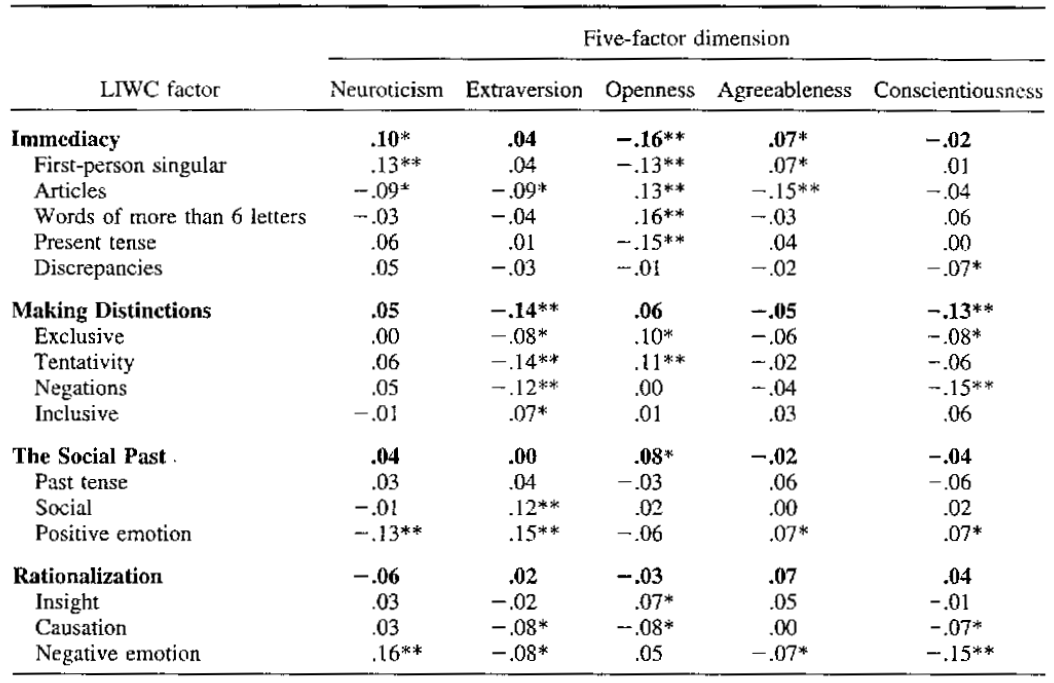 Five-factor dimension
LIWC factor Neuroticism Extraversion Openness Agreeableness Conscientiousness
Immediacy .10* .04 −.16** .07* −.02
First-person singular .13** .04 −.13** .07* .01
Articles −.09* −.09* .13** −.15** −.04
Words of more than 6 letters −.03 −.04 .16** −.03 .06
Present tense .06 .01 −.15** .04 .00
Discrepancies .05 −.03 −.01 −.02 −.07*
Making Distinctions .05 −.14** .06 −.05 −.13**
Exclusive .00 −.08* .10* −.06 −.08*
Tentativity .06 −.14** .11** −.02 −.06
Negations .05 −.12** .00 −.04 −.15**
Inclusive −.01 .07* .01 .03 .06
The Social Past .04 .00 .08* −.02 −.04
Past tense .03 .04 −.03 .06 −.06
Social −.01 .12** .02 .00 .02
Positive emotion −.13** .15** −.06 .07* .07*
Rationalization −.06 .02 −.03 .07 .04
Insight .03 −.02 .07* .05 −.01
Causation .03 −.08* −.08* .00 −.07*
Negative emotion .16** −.08* .05 −.07* −.15**